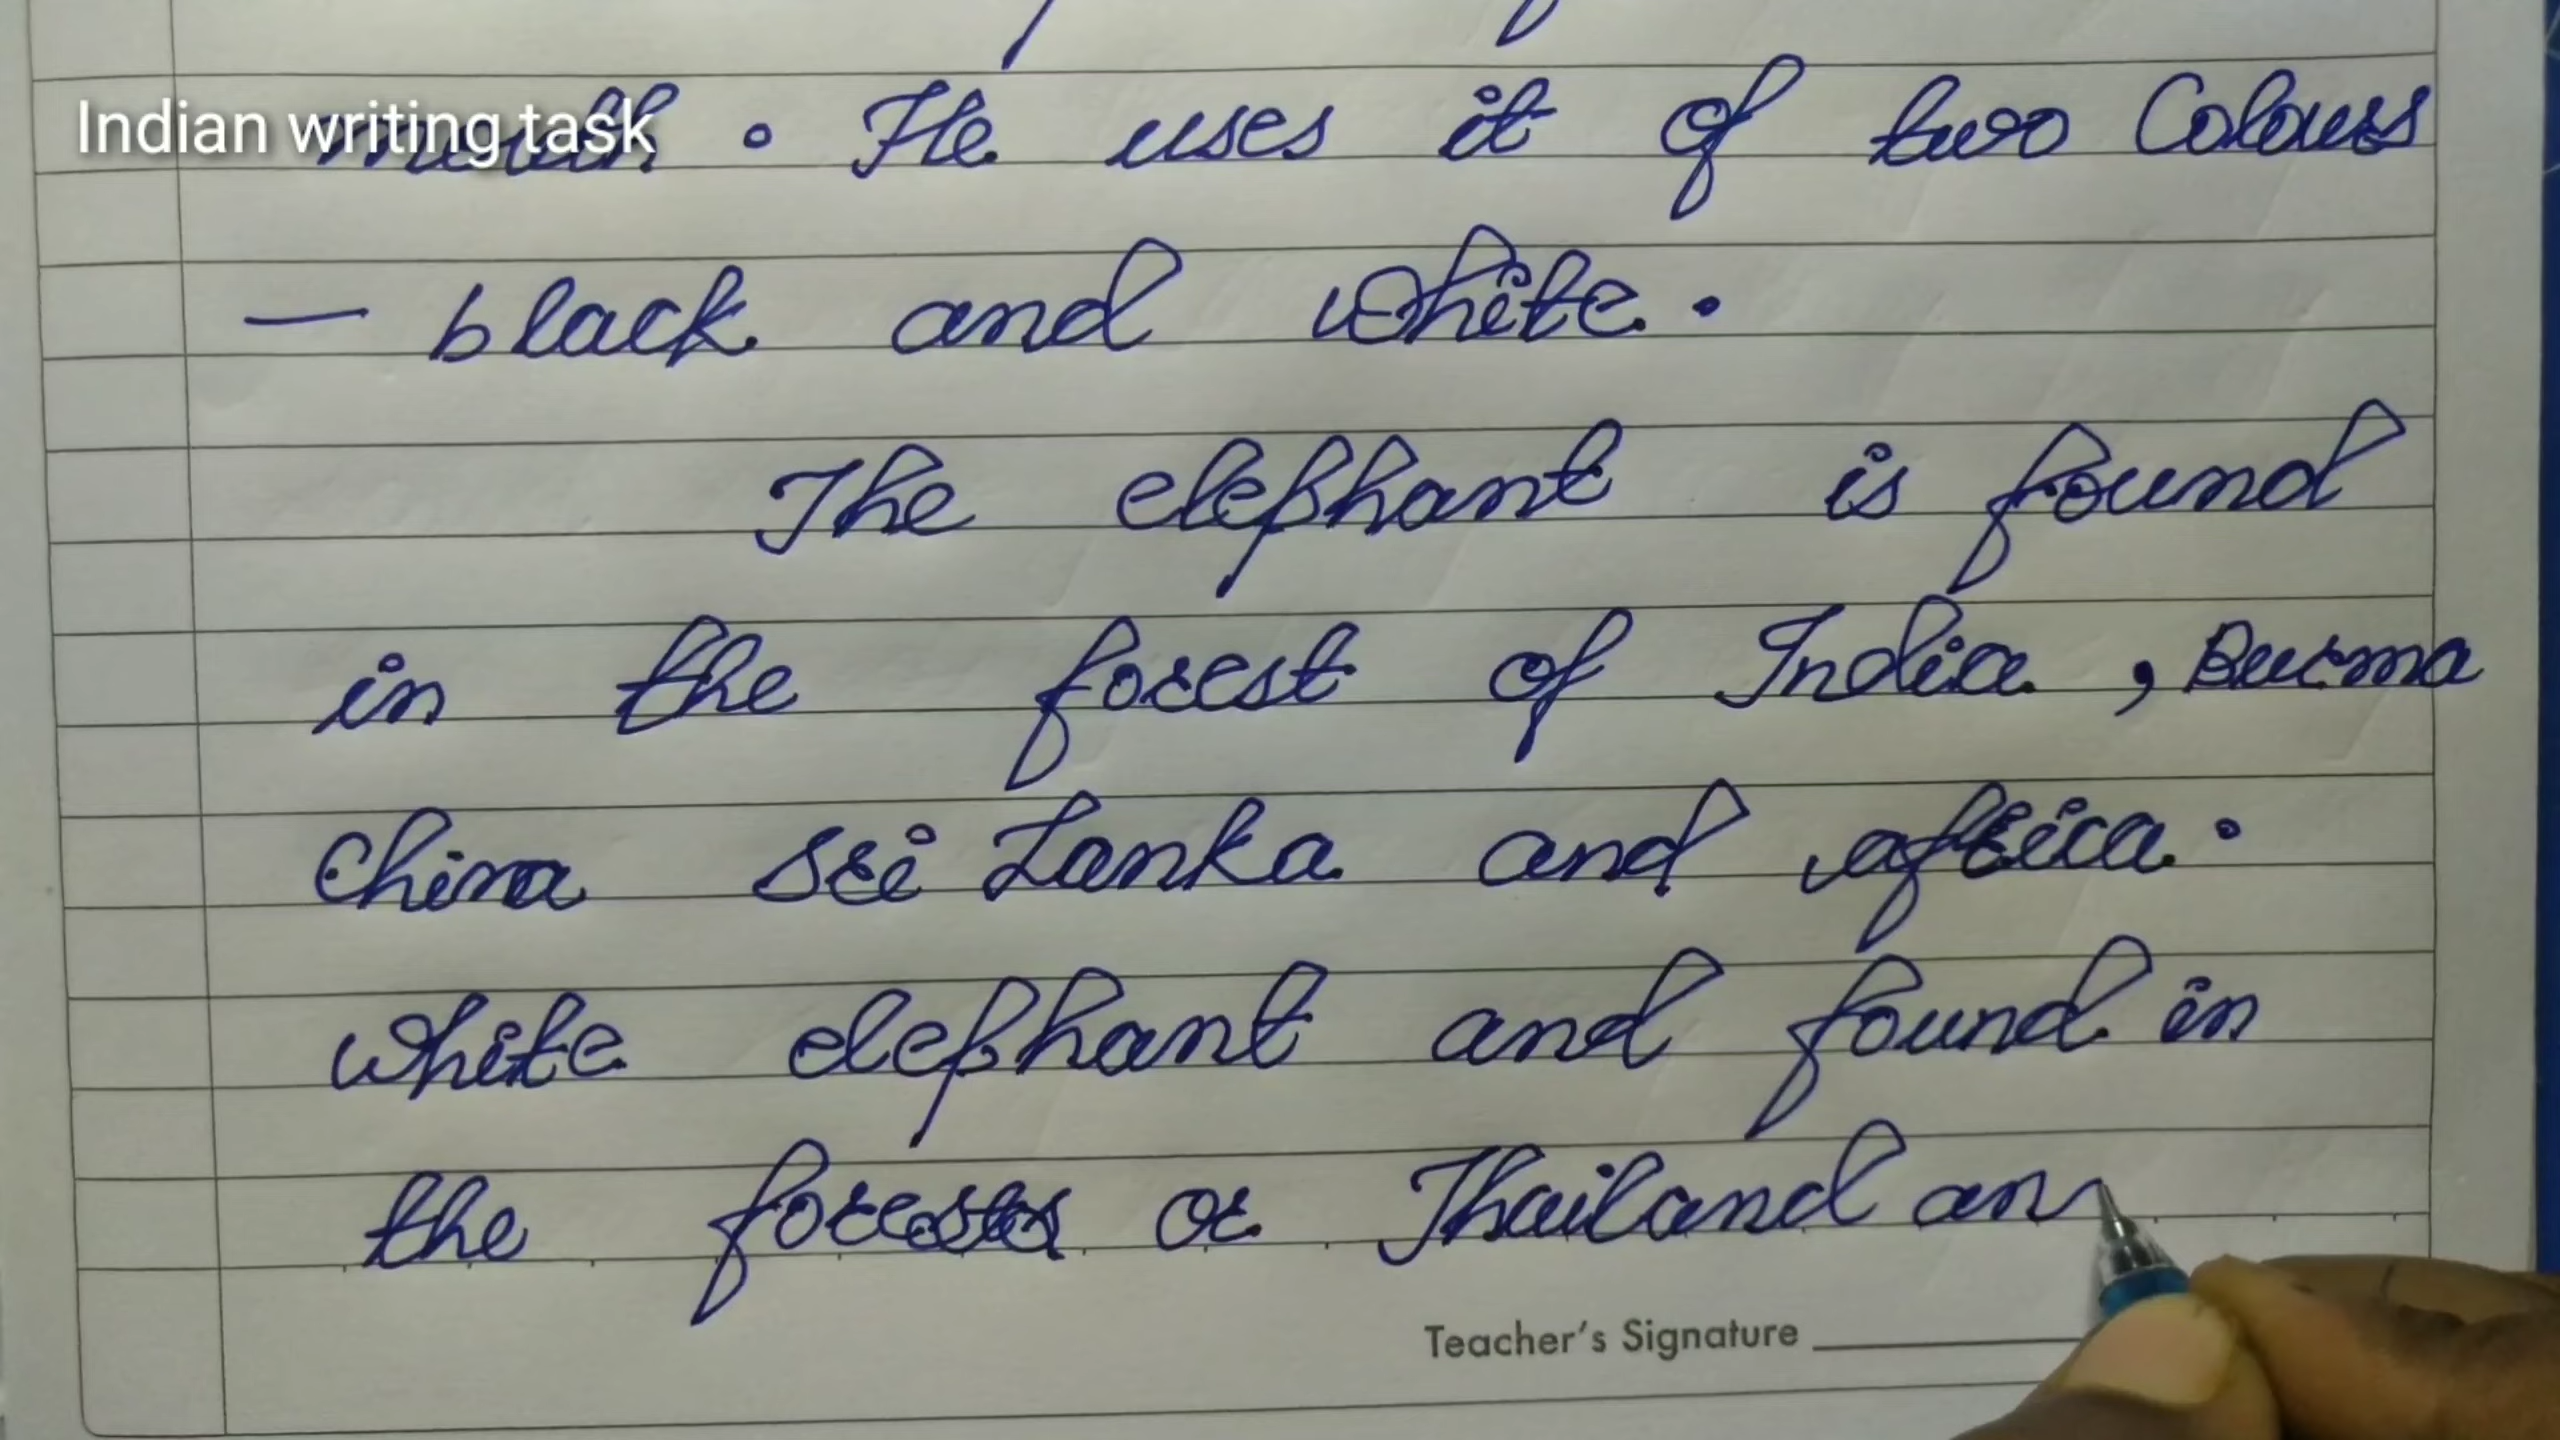 Indian writing task
mouth. He uses it of two Colours
— black and white.
The elephant is found
in the forest of India, Burma
China Sri Lanka and africa.
white elephant and found in
the forests or Thailand an
Teacher's Signature